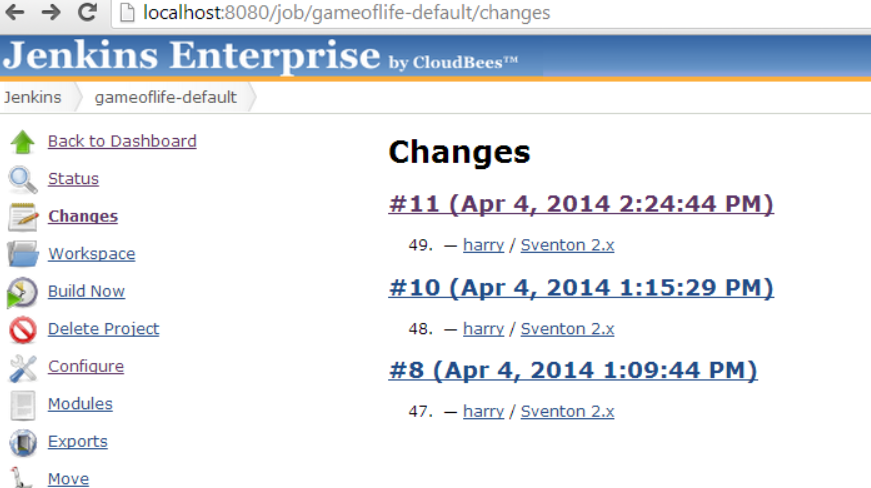 localhost:8080/job/gameoflife-default/changes
Jenkins Enterprise by CloudBees™
Jenkins gameoflife-default
Back to Dashboard
Status
Changes
Workspace
Build Now
Delete Project
Configure
Modules
Exports
Move
Changes
#11 (Apr 4, 2014 2:24:44 PM)
49. — harry / Sventon 2.x
#10 (Apr 4, 2014 1:15:29 PM)
48. — harry / Sventon 2.x
#8 (Apr 4, 2014 1:09:44 PM)
47. — harry / Sventon 2.x